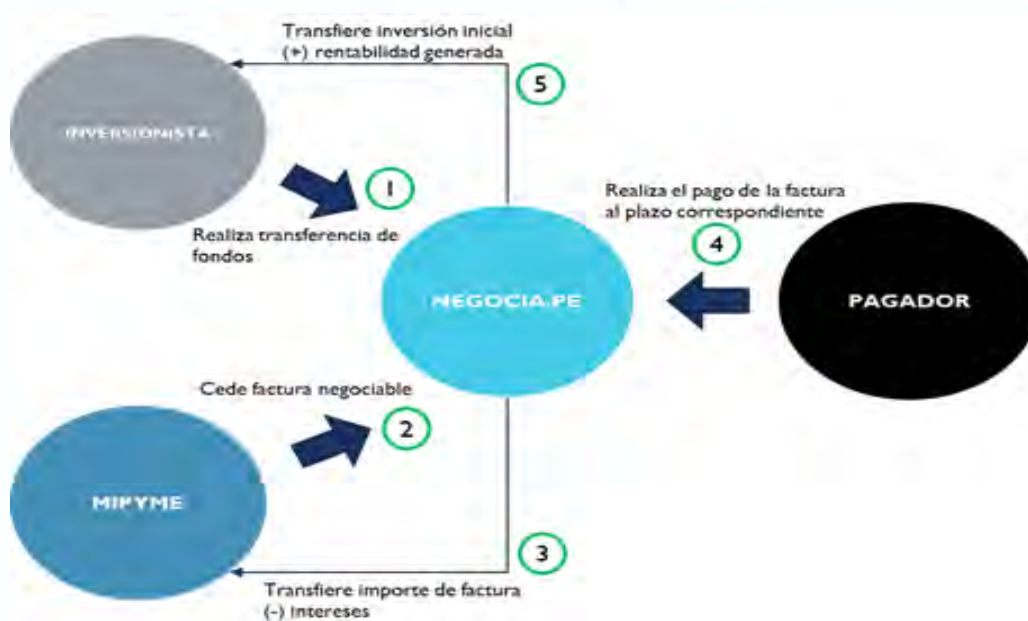 Transfiere inversión inicial
(+) rentabilidad generada
5
INVERSIONISTA
1
Realiza transferencia de
fondos
Realiza el pago de la factura
al plazo correspondiente
4
NEGOCIA.PE
PAGADOR
Cede factura negociable
2
MIPYME
3
Transfiere importe de factura
(-) intereses